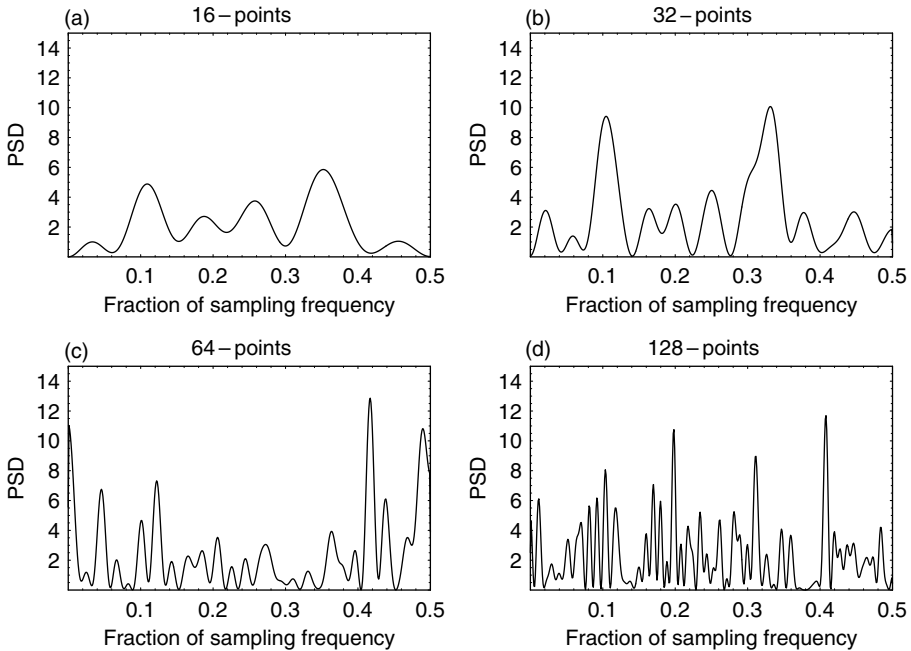 (a) 16–points
14
12
10
8
6
4
2
PSD
0.1 0.2 0.3 0.4 0.5
Fraction of sampling frequency
(b) 32–points
14
12
10
8
6
4
2
PSD
0.1 0.2 0.3 0.4 0.5
Fraction of sampling frequency
(c) 64–points
14
12
10
8
6
4
2
PSD
0.1 0.2 0.3 0.4 0.5
Fraction of sampling frequency
(d) 128–points
14
12
10
8
6
4
2
PSD
0.1 0.2 0.3 0.4 0.5
Fraction of sampling frequency